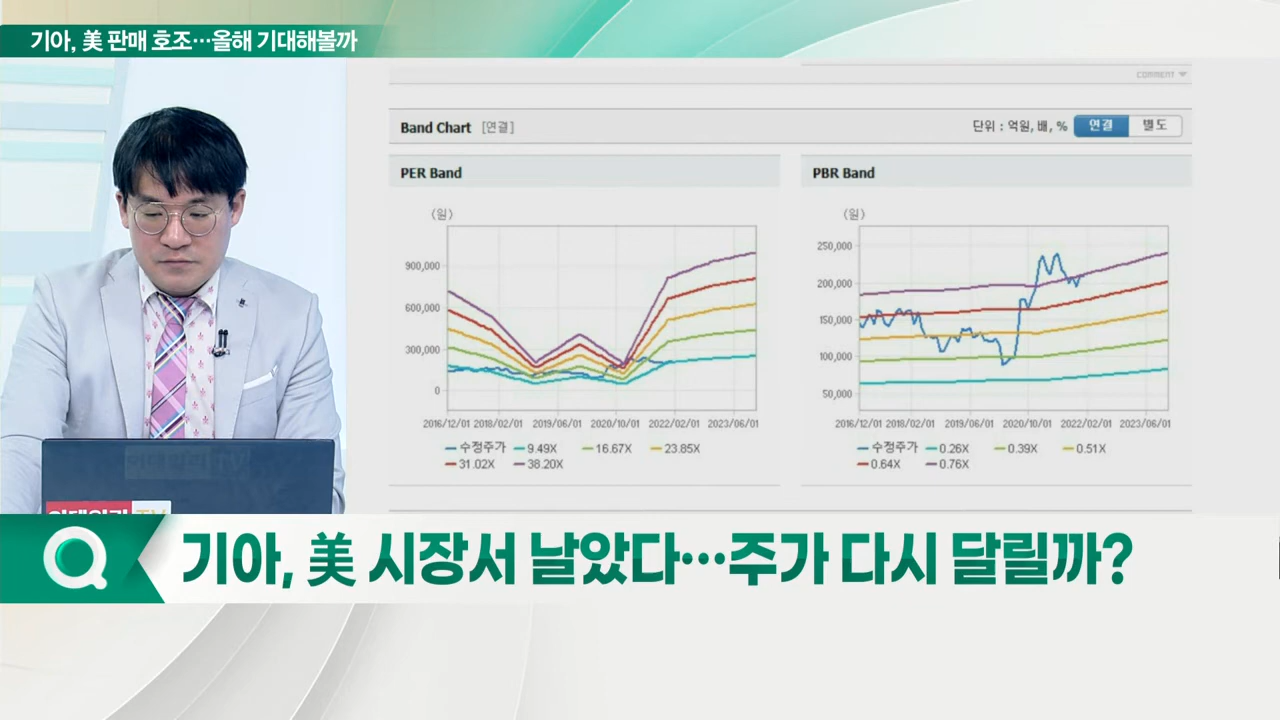 기아, 美 판매 호조…올해 기대해볼까
COMMENT
Band Chart [연결]
단위 : 억원, 배, %
연결
별도
PER Band
(원)
900,000
600,000
300,000
0
2016/12/01 2018/02/01 2019/06/01 2020/10/01 2022/02/01 2023/06/01
수정주가 9.49X 16.67X 23.85X
31.02X 38.20X
PBR Band
(원)
250,000
200,000
150,000
100,000
50,000
2016/12/01 2018/02/01 2019/06/01 2020/10/01 2022/02/01 2023/06/01
수정주가 0.26X 0.39X 0.51X
0.64X 0.76X
기아, 美 시장서 날았다…주가 다시 달릴까?